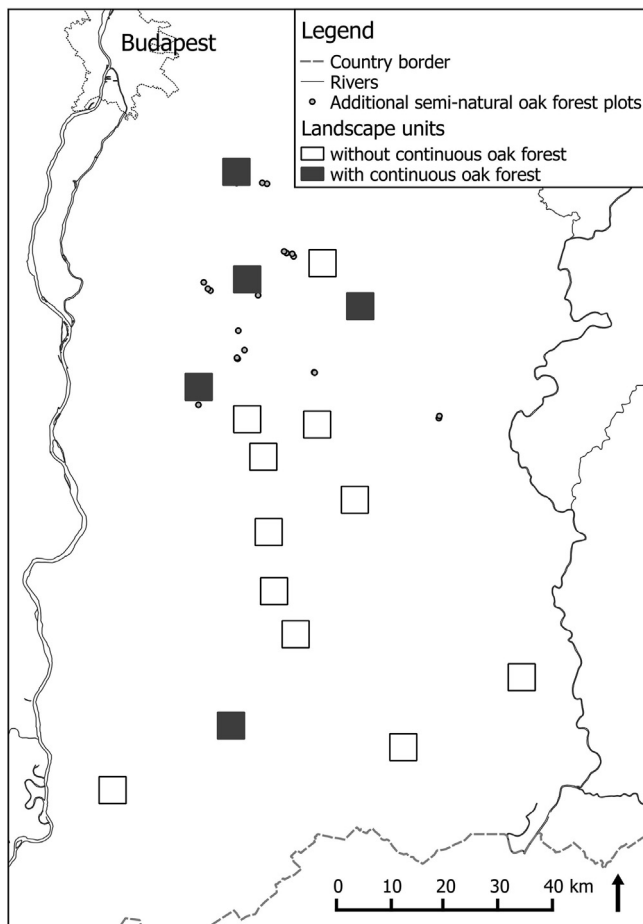 Budapest
Legend
Country border
Rivers
Additional semi-natural oak forest plots
Landscape units
without continuous oak forest
with continuous oak forest
0 10 20 30 40 km